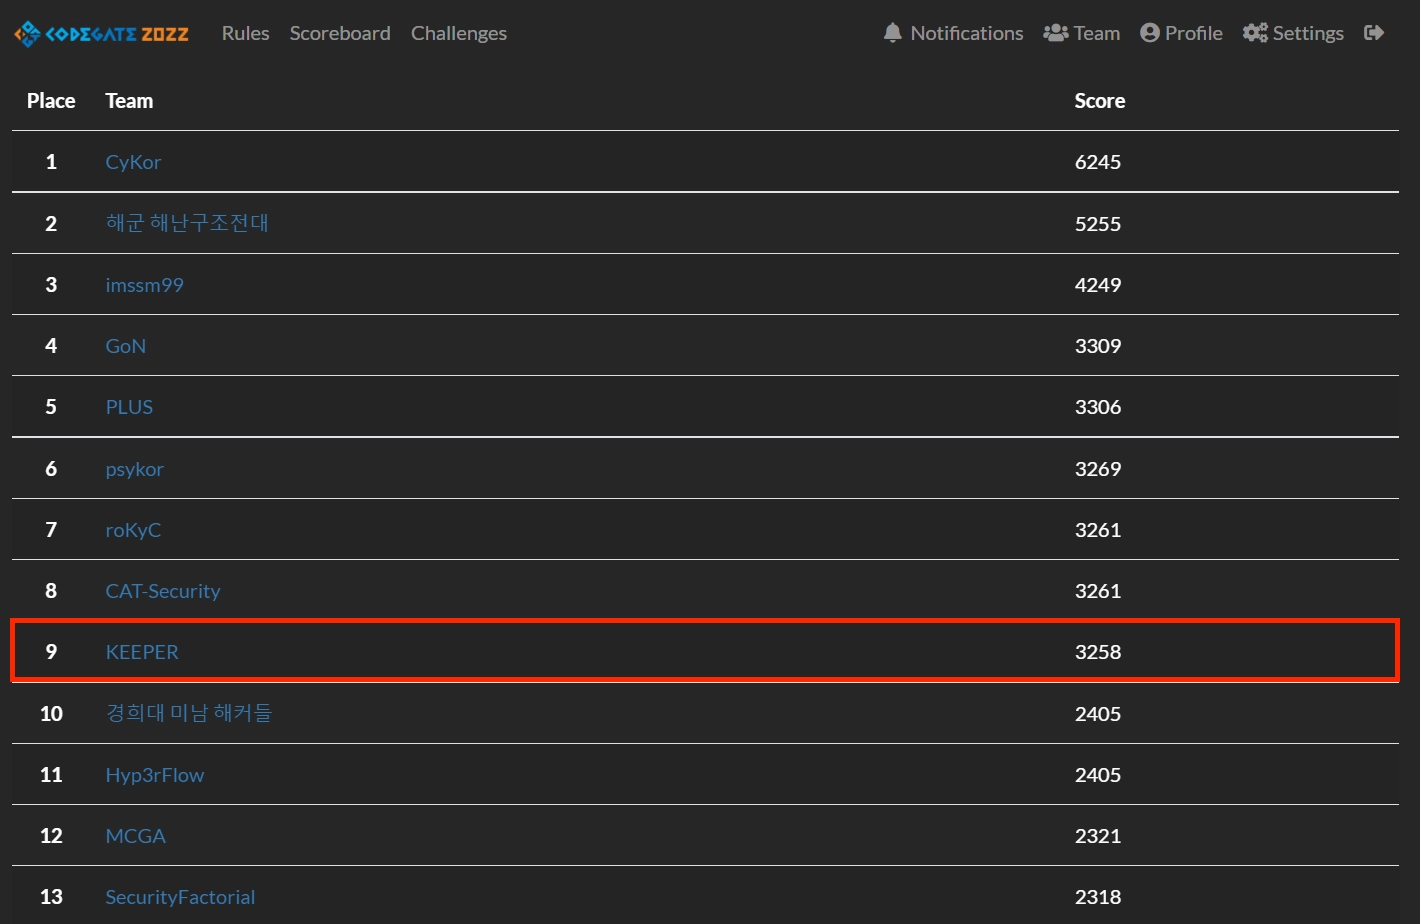 CODEGATE 2022 Rules Scoreboard Challenges Notifications Team Profile Settings
Place Team Score
1 CyKor 6245
2 해군 해난구조전대 5255
3 imssm99 4249
4 GoN 3309
5 PLUS 3306
6 psykor 3269
7 roKyC 3261
8 CAT-Security 3261
9 KEEPER 3258
10 경희대 미남 해커들 2405
11 Hyp3rFlow 2405
12 MCGA 2321
13 SecurityFactorial 2318